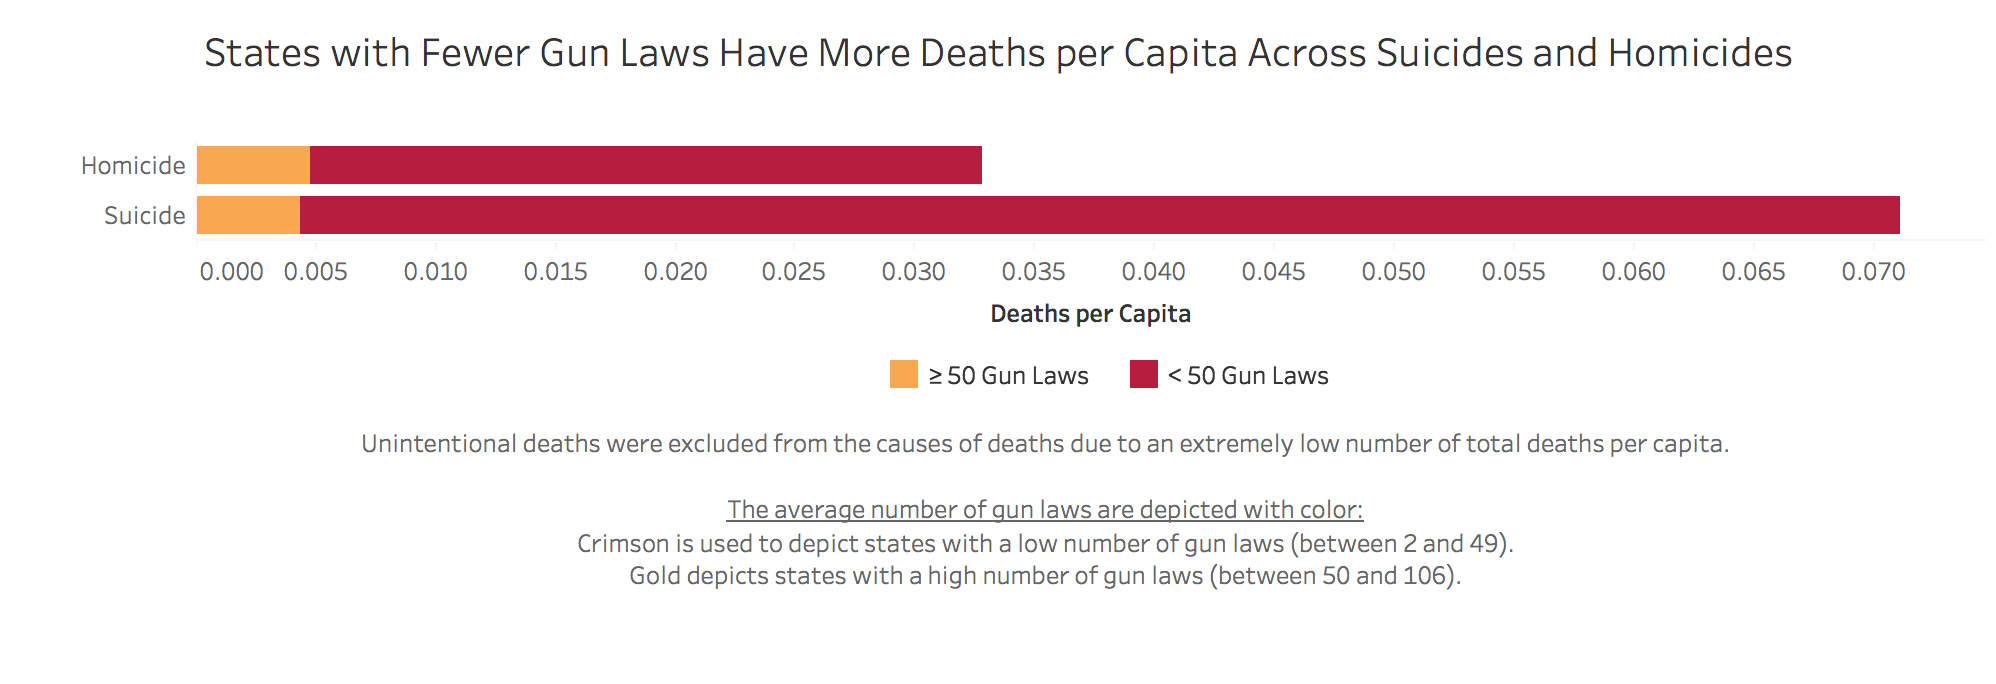 States with Fewer Gun Laws Have More Deaths per Capita Across Suicides and Homicides
Homicide
Suicide
0.000 0.005 0.010 0.015 0.020 0.025 0.030 0.035 0.040 0.045 0.050 0.055 0.060 0.065 0.070
Deaths per Capita
≥ 50 Gun Laws < 50 Gun Laws
Unintentional deaths were excluded from the causes of deaths due to an extremely low number of total deaths per capita.
The average number of gun laws are depicted with color:
Crimson is used to depict states with a low number of gun laws (between 2 and 49).
Gold depicts states with a high number of gun laws (between 50 and 106).